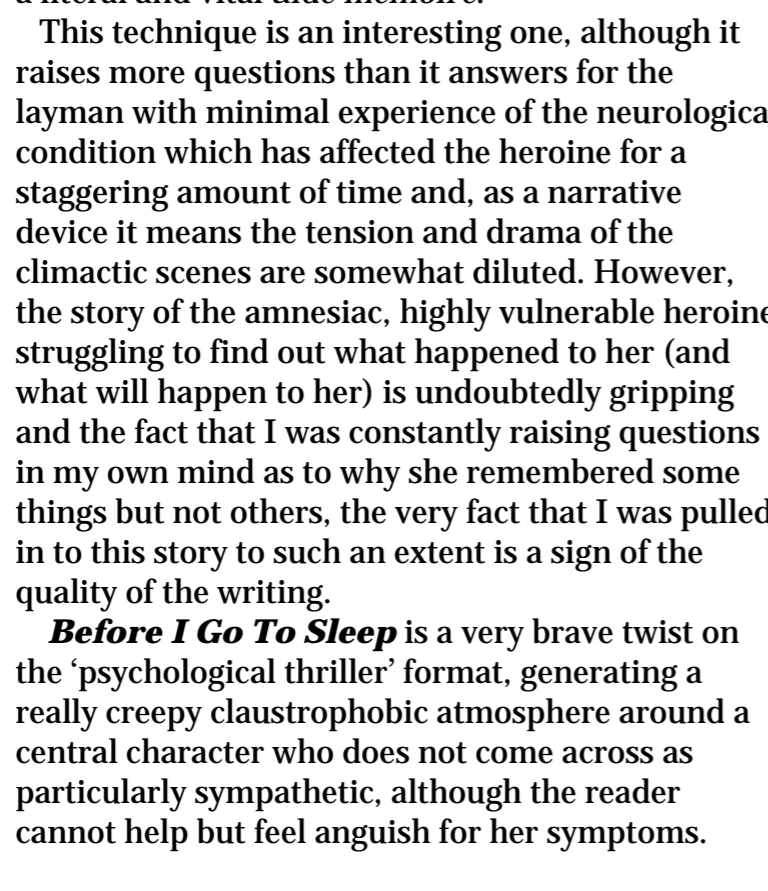 a literal and vital aide memoire.
This technique is an interesting one, although it
raises more questions than it answers for the
layman with minimal experience of the neurologica
condition which has affected the heroine for a
staggering amount of time and, as a narrative
device it means the tension and drama of the
climactic scenes are somewhat diluted. However,
the story of the amnesiac, highly vulnerable heroine
struggling to find out what happened to her (and
what will happen to her) is undoubtedly gripping
and the fact that I was constantly raising questions
in my own mind as to why she remembered some
things but not others, the very fact that I was pulled
in to this story to such an extent is a sign of the
quality of the writing.
Before I Go To Sleep is a very brave twist on
the ‘psychological thriller’ format, generating a
really creepy claustrophobic atmosphere around a
central character who does not come across as
particularly sympathetic, although the reader
cannot help but feel anguish for her symptoms.